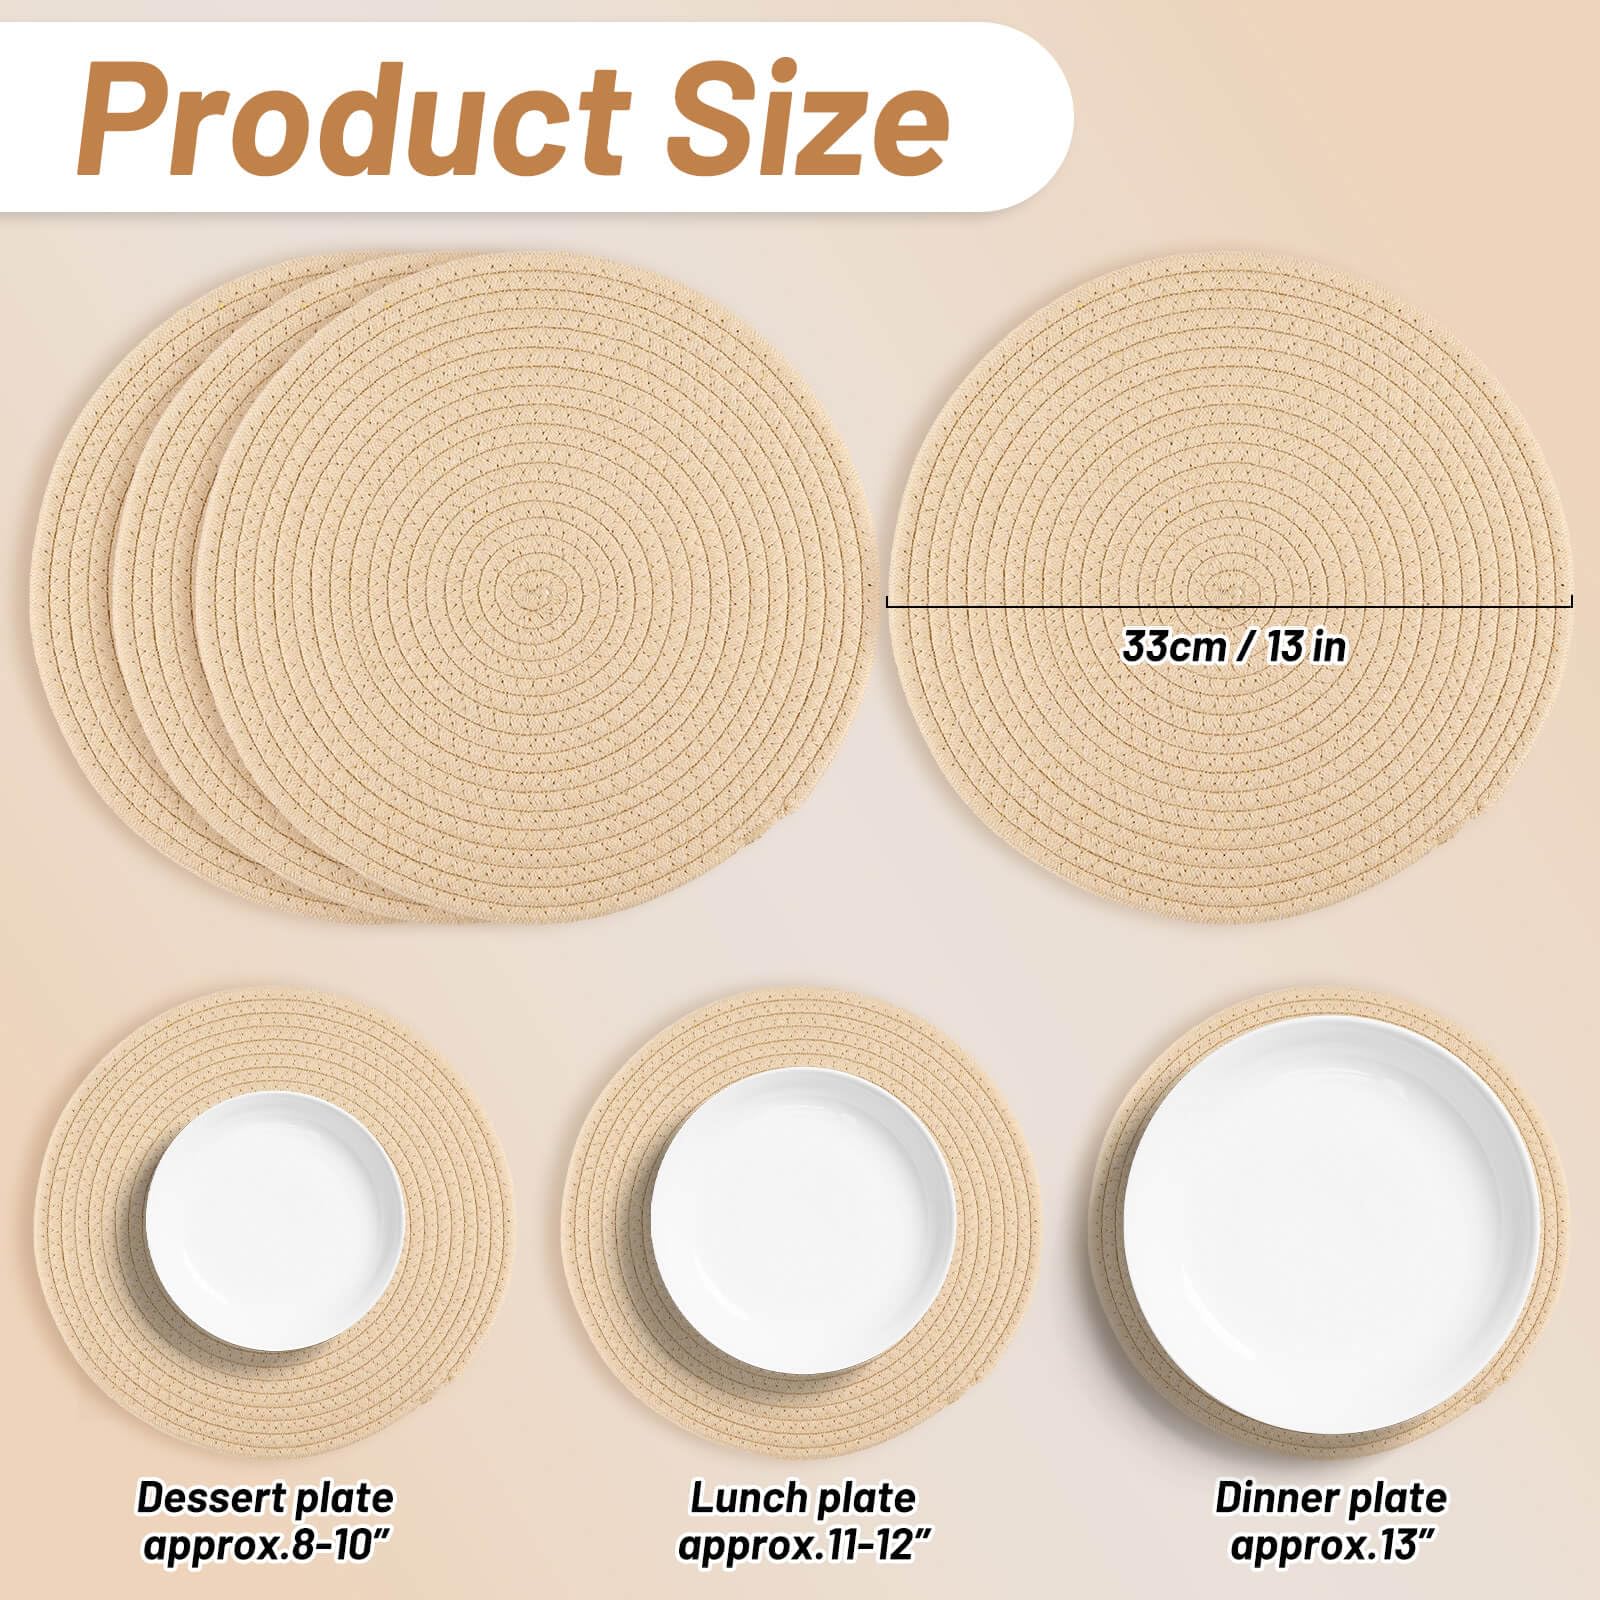 Product Size
33cm / 13 in
Dessert plate
approx.8-10”
Lunch plate
approx.11-12”
Dinner plate
approx.13”